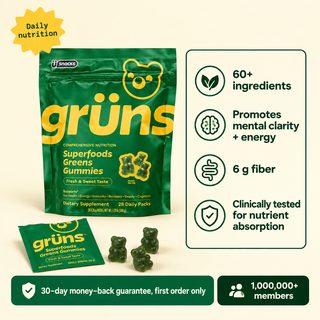 Daily
nutrition
SNACKS
grüns
COMPREHENSIVE NUTRITION
Superfoods
Greens
Gummies
Fresh & Sweet Taste
Dietary Supplement
28 Daily Packs
grüns
Superfoods
Greens Gummies
60+
ingredients
Promotes
mental clarity
+ energy
6 g fiber
Clinically tested
for nutrient
absorption
30-day money-back guarantee, first order only
1,000,000+
members